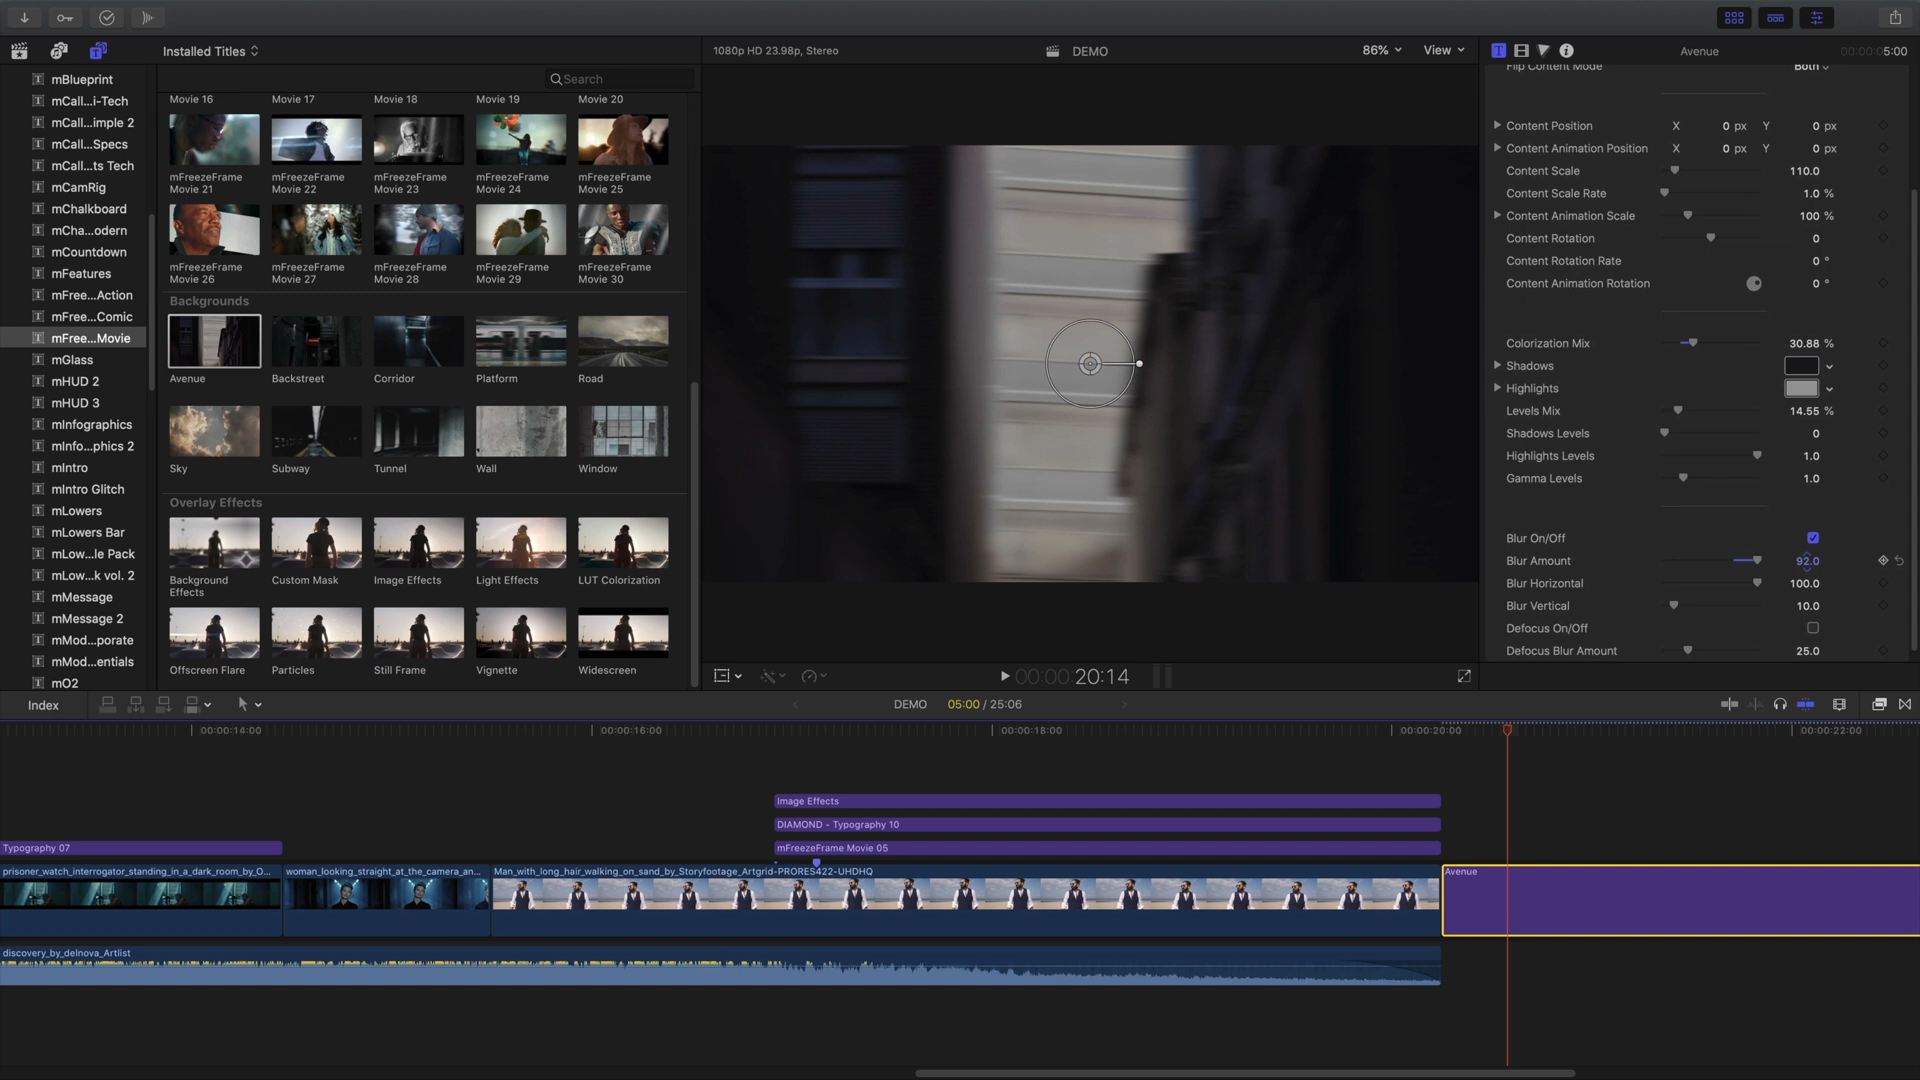 Installed Titles
1080p HD 23.98p, Stereo
DEMO
86%
View
Avenue
00:00:05:00
Search
mBlueprint
mCall...i-Tech
mCall...imple 2
mCall...Specs
mCall...ts Tech
mCamRig
mChalkboard
mCha...odern
mCountdown
mFeatures
mFree...Action
mFree...Comic
mFree...Movie
mGlass
mHUD 2
mHUD 3
mInfographics
mInfo...phics 2
mIntro
mIntro Glitch
mLowers
mLowers Bar
mLow...le Pack
mLow...k vol. 2
mMessage
mMessage 2
mMod...porate
mMod...entials
mO2
Movie 16
Movie 17
Movie 18
Movie 19
Movie 20
mFreezeFrame Movie 21
mFreezeFrame Movie 22
mFreezeFrame Movie 23
mFreezeFrame Movie 24
mFreezeFrame Movie 25
mFreezeFrame Movie 26
mFreezeFrame Movie 27
mFreezeFrame Movie 28
mFreezeFrame Movie 29
mFreezeFrame Movie 30
Backgrounds
Avenue
Backstreet
Corridor
Platform
Road
Sky
Subway
Tunnel
Wall
Window
Overlay Effects
Background Effects
Custom Mask
Image Effects
Light Effects
LUT Colorization
Offscreen Flare
Particles
Still Frame
Vignette
Widescreen
Flip Content Mode Both
Content Position X 0 px Y 0 px
Content Animation Position X 0 px Y 0 px
Content Scale 110.0
Content Scale Rate 1.0 %
Content Animation Scale 100 %
Content Rotation 0
Content Rotation Rate 0 °
Content Animation Rotation 0 °
Colorization Mix 30.88 %
Shadows
Highlights
Levels Mix 14.55 %
Shadows Levels 0
Highlights Levels 1.0
Gamma Levels 1.0
Blur On/Off
Blur Amount 92.0
Blur Horizontal 100.0
Blur Vertical 10.0
Defocus On/Off
Defocus Blur Amount 25.0
00:00:20:14
Index
DEMO
05:00 / 25:06
00:00:14:00
00:00:16:00
00:00:18:00
00:00:20:00
00:00:22:00
Image Effects
DIAMOND - Typography 10
Typography 07
mFreezeFrame Movie 05
prisoner_watch_interrogator_standing_in_a_dark_room_by_O...
woman_looking_straight_at_the_camera_an...
Man_with_long_hair_walking_on_sand_by_Storyfootage_Artgrid-PRORES422-UHDHQ
Avenue
discovery_by_delnova_Artlist